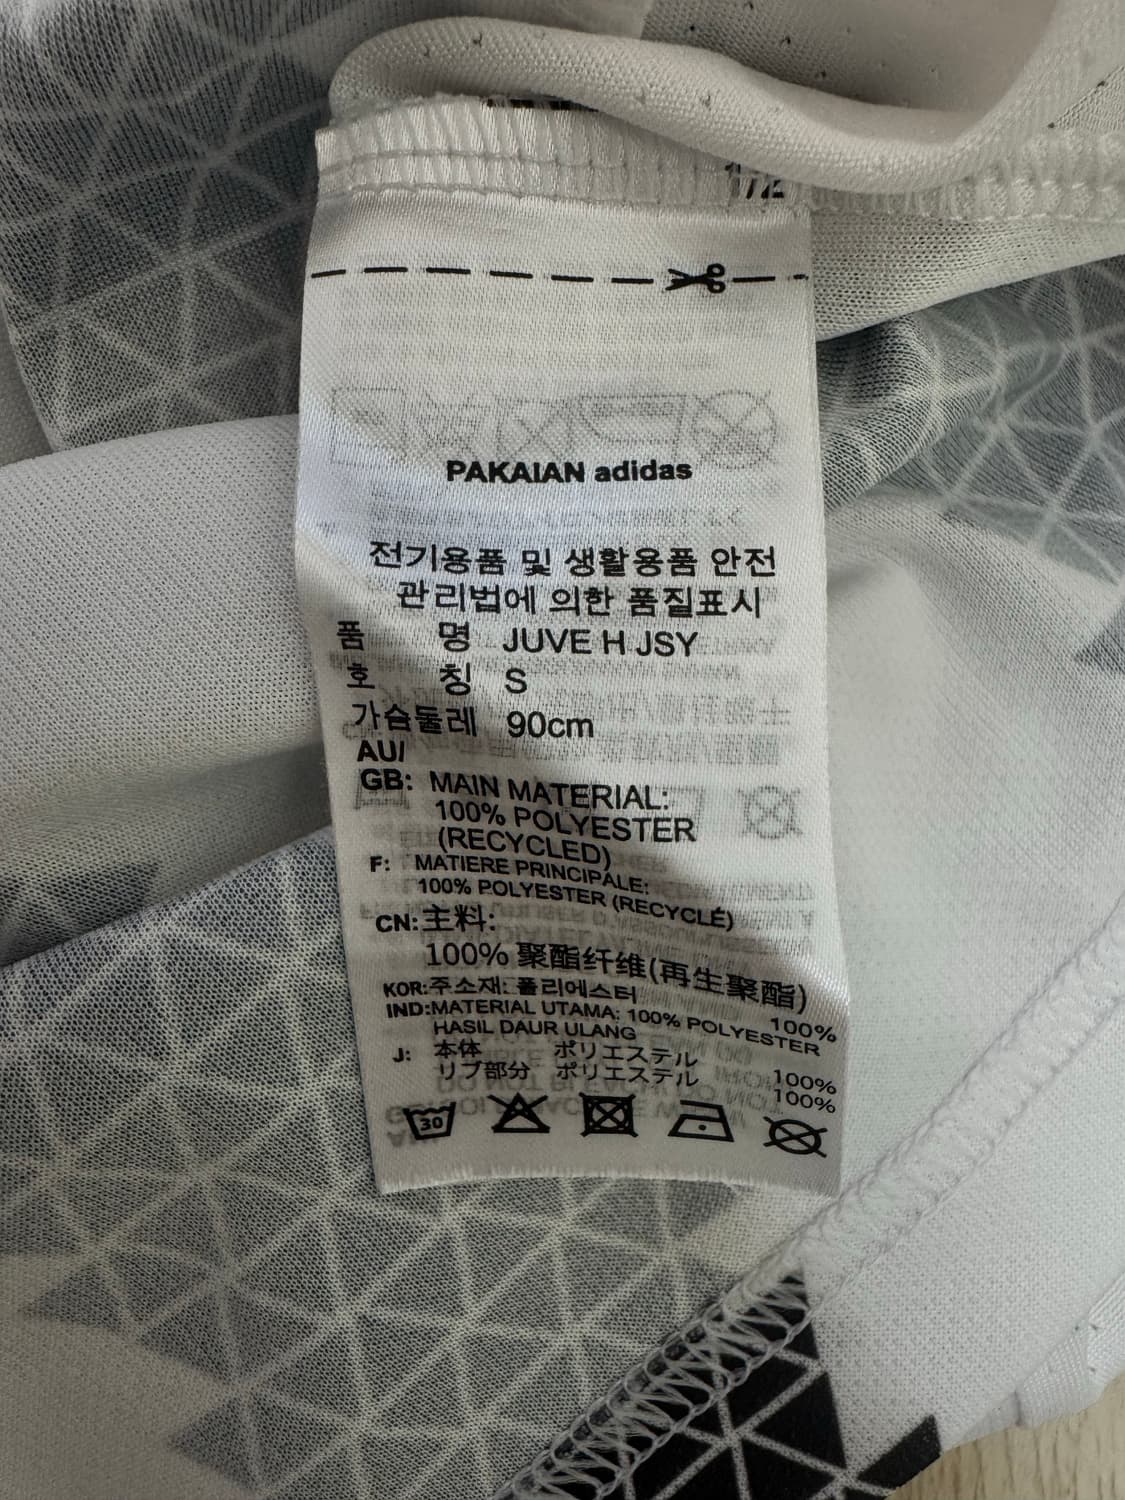 PAKAIAN adidas
전기용품 및 생활용품 안전
관리법에 의한 품질표시
품 명 JUVE H JSY
호 칭 S
가슴둘레 90cm
AU/
GB: MAIN MATERIAL:
100% POLYESTER
(RECYCLED)
F: MATIERE PRINCIPALE:
100% POLYESTER (RECYCLÉ)
CN: 主料:
100% 聚酯纤维(再生聚酯)
KOR: 주소재: 폴리에스터 100%
IND: MATERIAL UTAMA: 100% POLYESTER
HASIL DAUR ULANG
J: 本体 ポリエステル 100%
リブ部分 ポリエステル 100%
30